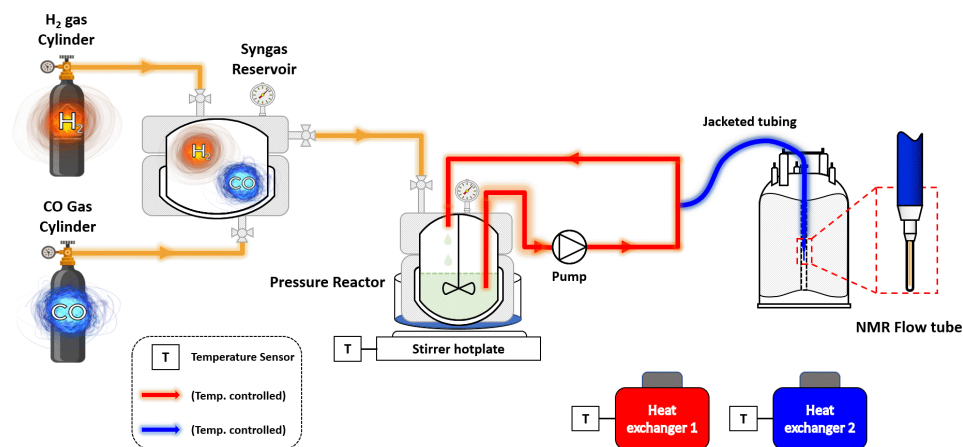 H₂ gas
Cylinder
Syngas
Reservoir
H₂
H₂
CO
CO Gas
Cylinder
CO
Jacketed tubing
Pump
Pressure Reactor
NMR Flow tube
T
Stirrer hotplate
T
Temperature Sensor
(Temp. controlled)
(Temp. controlled)
T
Heat
exchanger 1
T
Heat
exchanger 2